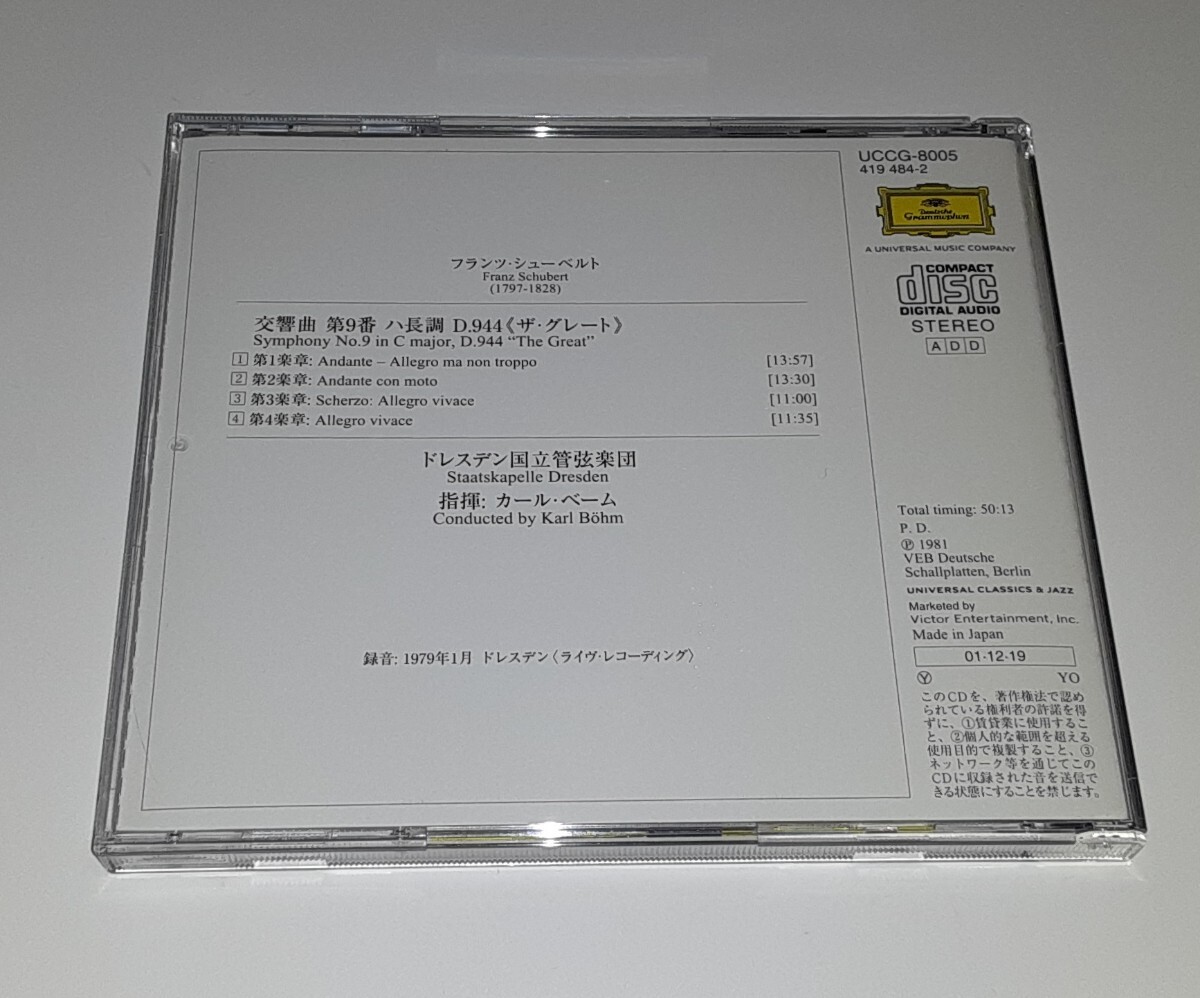 フランツ・シューベルト
Franz Schubert
(1797-1828)
交響曲 第9番 ハ長調 D.944《ザ・グレート》
Symphony No.9 in C major, D.944 “The Great”
1 第1楽章: Andante – Allegro ma non troppo [13:57]
2 第2楽章: Andante con moto [13:30]
3 第3楽章: Scherzo: Allegro vivace [11:00]
4 第4楽章: Allegro vivace [11:35]
ドレスデン国立管弦楽団
Staatskapelle Dresden
指揮: カール・ベーム
Conducted by Karl Böhm
録音: 1979年1月 ドレスデン〈ライヴ・レコーディング〉
UCCG-8005
419 484-2
Deutsche
Grammophon
A UNIVERSAL MUSIC COMPANY
COMPACT
disc
DIGITAL AUDIO
STEREO
A D D
Total timing: 50:13
P. D.
℗ 1981
VEB Deutsche
Schallplatten, Berlin
UNIVERSAL CLASSICS & JAZZ
Marketed by
Victor Entertainment, Inc.
Made in Japan
01·12·19
Ⓨ YO
このCDを、著作権法で認め
られている権利者の許諾を得
ずに、①賃貸業に使用するこ
と、②個人的な範囲を超える
使用目的で複製すること、③
ネットワーク等を通じてこの
CDに収録された音を送信で
きる状態にすることを禁じます。